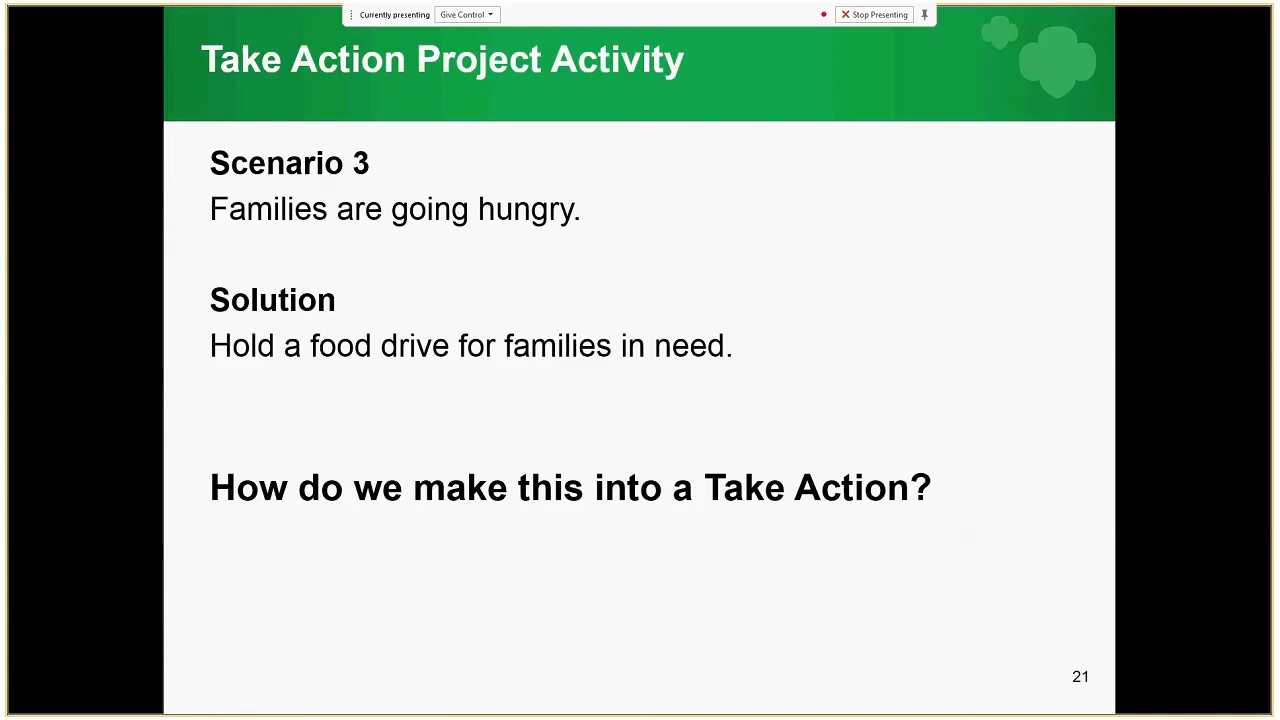 Currently presenting Give Control Stop Presenting
Take Action Project Activity
Scenario 3
Families are going hungry.
Solution
Hold a food drive for families in need.
How do we make this into a Take Action?
21